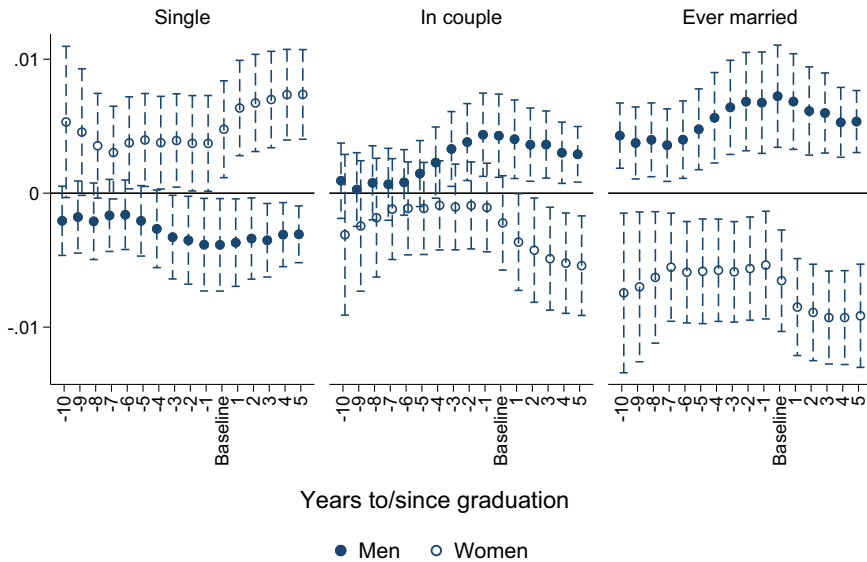 Single In couple Ever married
.01
0
-.01
-10 -9 -8 -7 -6 -5 -4 -3 -2 -1 Baseline 1 2 3 4 5 -10 -9 -8 -7 -6 -5 -4 -3 -2 -1 Baseline 1 2 3 4 5 -10 -9 -8 -7 -6 -5 -4 -3 -2 -1 Baseline 1 2 3 4 5
Years to/since graduation
Men Women